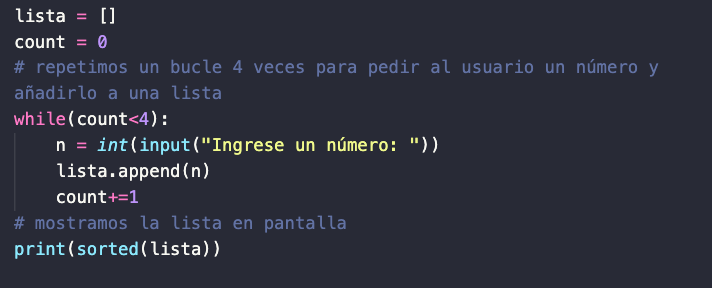 lista = []
count = 0
# repetimos un bucle 4 veces para pedir al usuario un número y
añadirlo a una lista
while(count<4):
    n = int(input("Ingrese un número: "))
    lista.append(n)
    count+=1
# mostramos la lista en pantalla
print(sorted(lista))